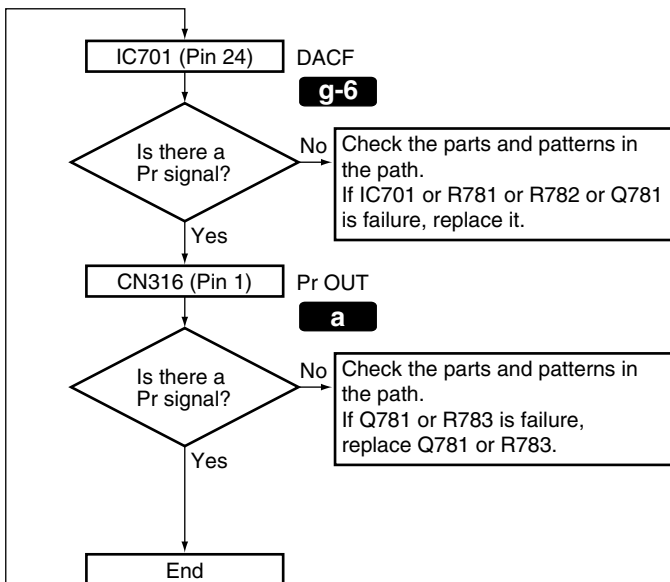 IC701 (Pin 24)
DACF
g-6
Is there a
Pr signal?
No
Check the parts and patterns in
the path.
If IC701 or R781 or R782 or Q781
is failure, replace it.
Yes
CN316 (Pin 1)
Pr OUT
a
Is there a
Pr signal?
No
Check the parts and patterns in
the path.
If Q781 or R783 is failure,
replace Q781 or R783.
Yes
End